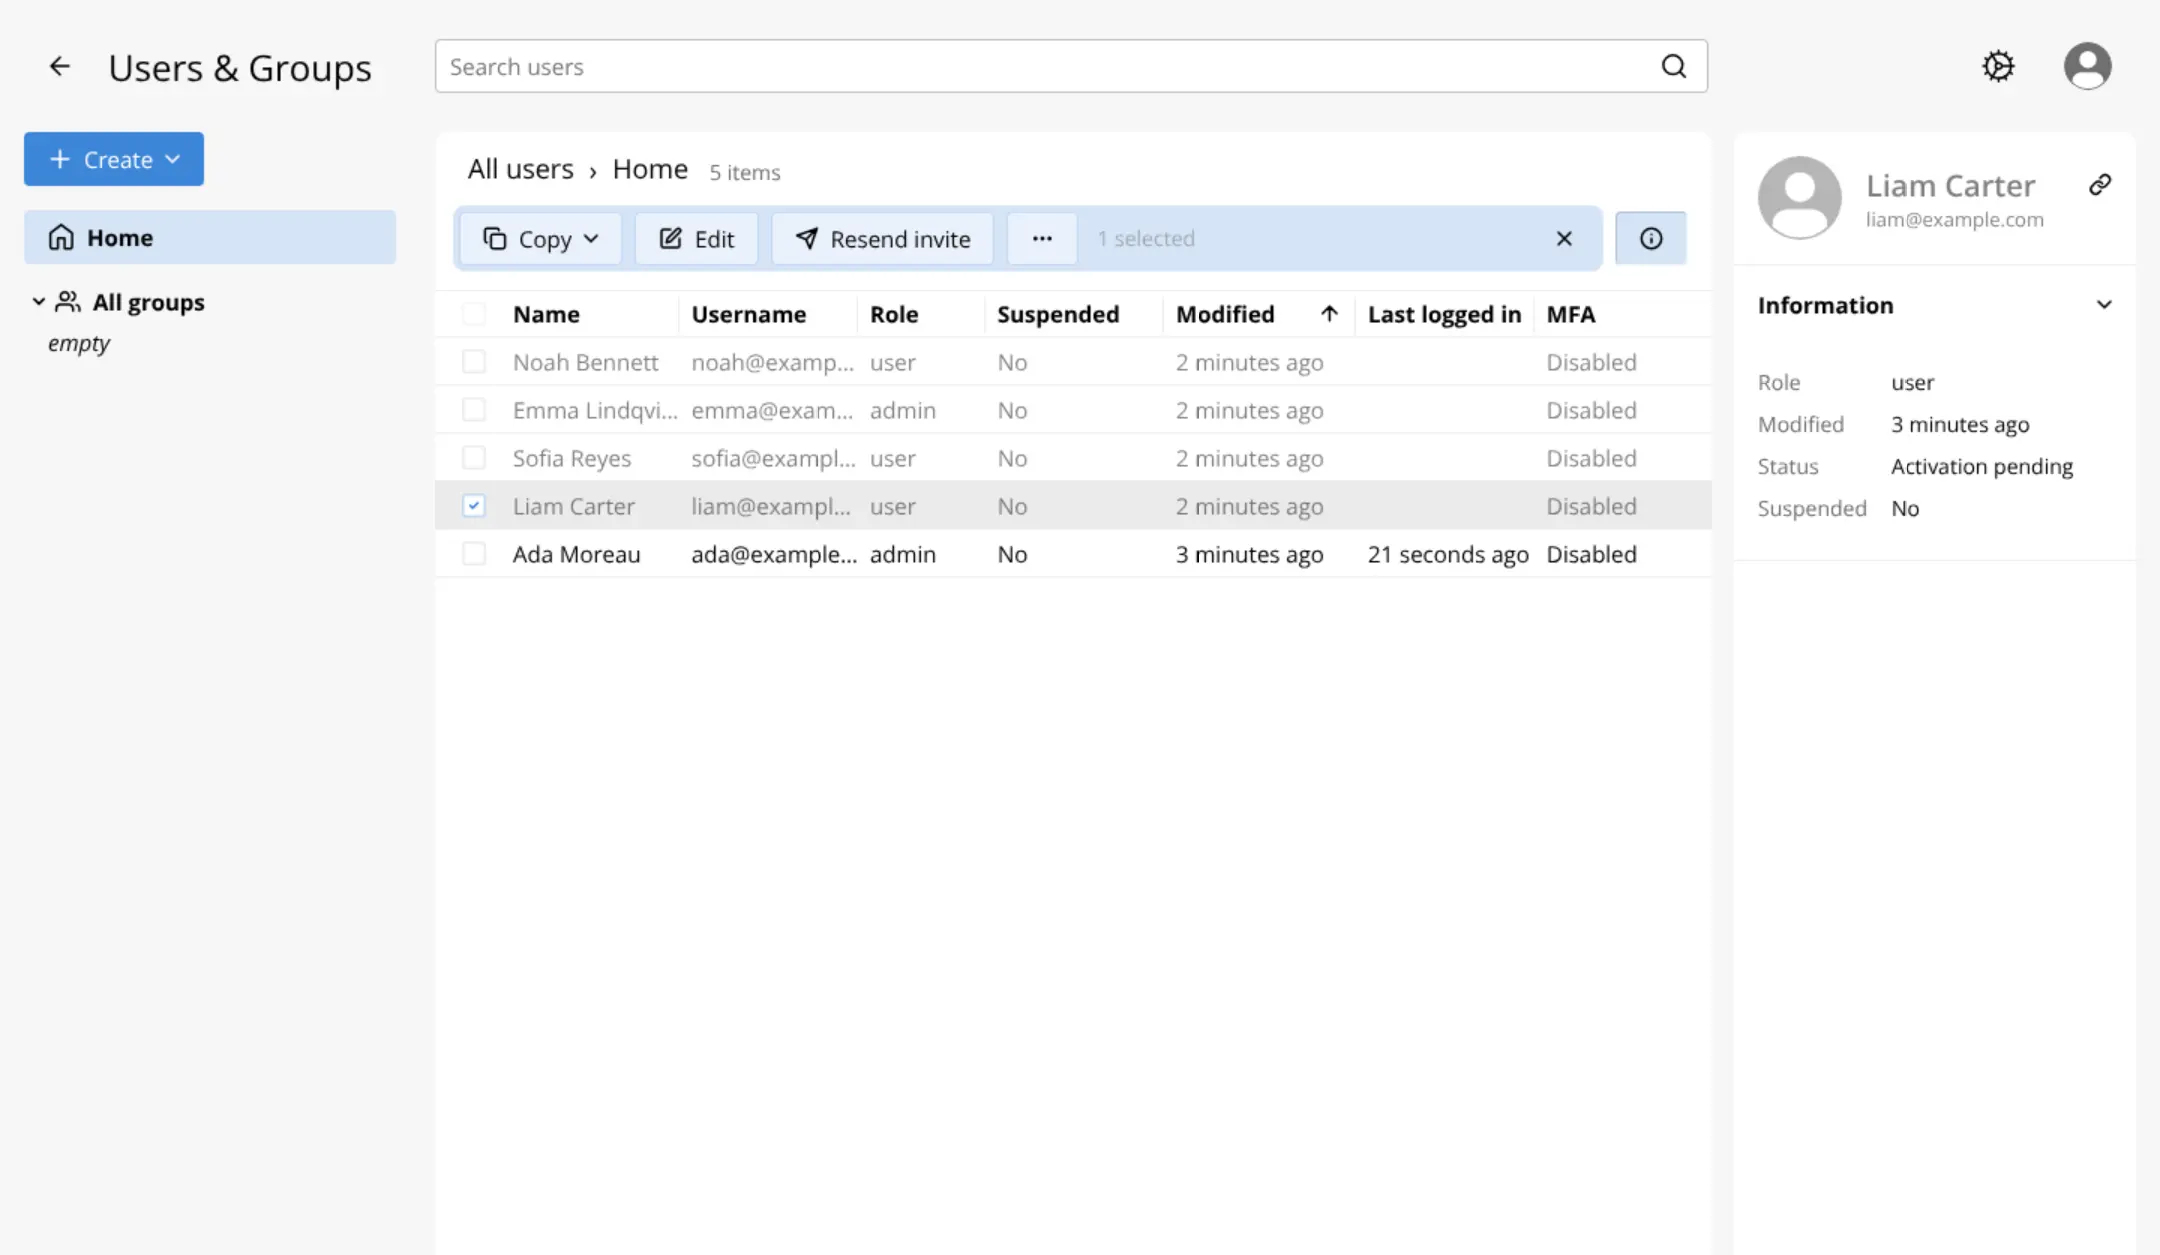 Users & Groups
Search users
Create
Home
All groups
empty
All users › Home 5 items
Copy Edit Resend invite ... 1 selected
Name Username Role Suspended Modified Last logged in MFA
Noah Bennett noah@examp... user No 2 minutes ago Disabled
Emma Lindqvi... emma@exam... admin No 2 minutes ago Disabled
Sofia Reyes sofia@exampl... user No 2 minutes ago Disabled
Liam Carter liam@exampl... user No 2 minutes ago Disabled
Ada Moreau ada@example... admin No 3 minutes ago 21 seconds ago Disabled
Liam Carter
liam@example.com
Information
Role user
Modified 3 minutes ago
Status Activation pending
Suspended No